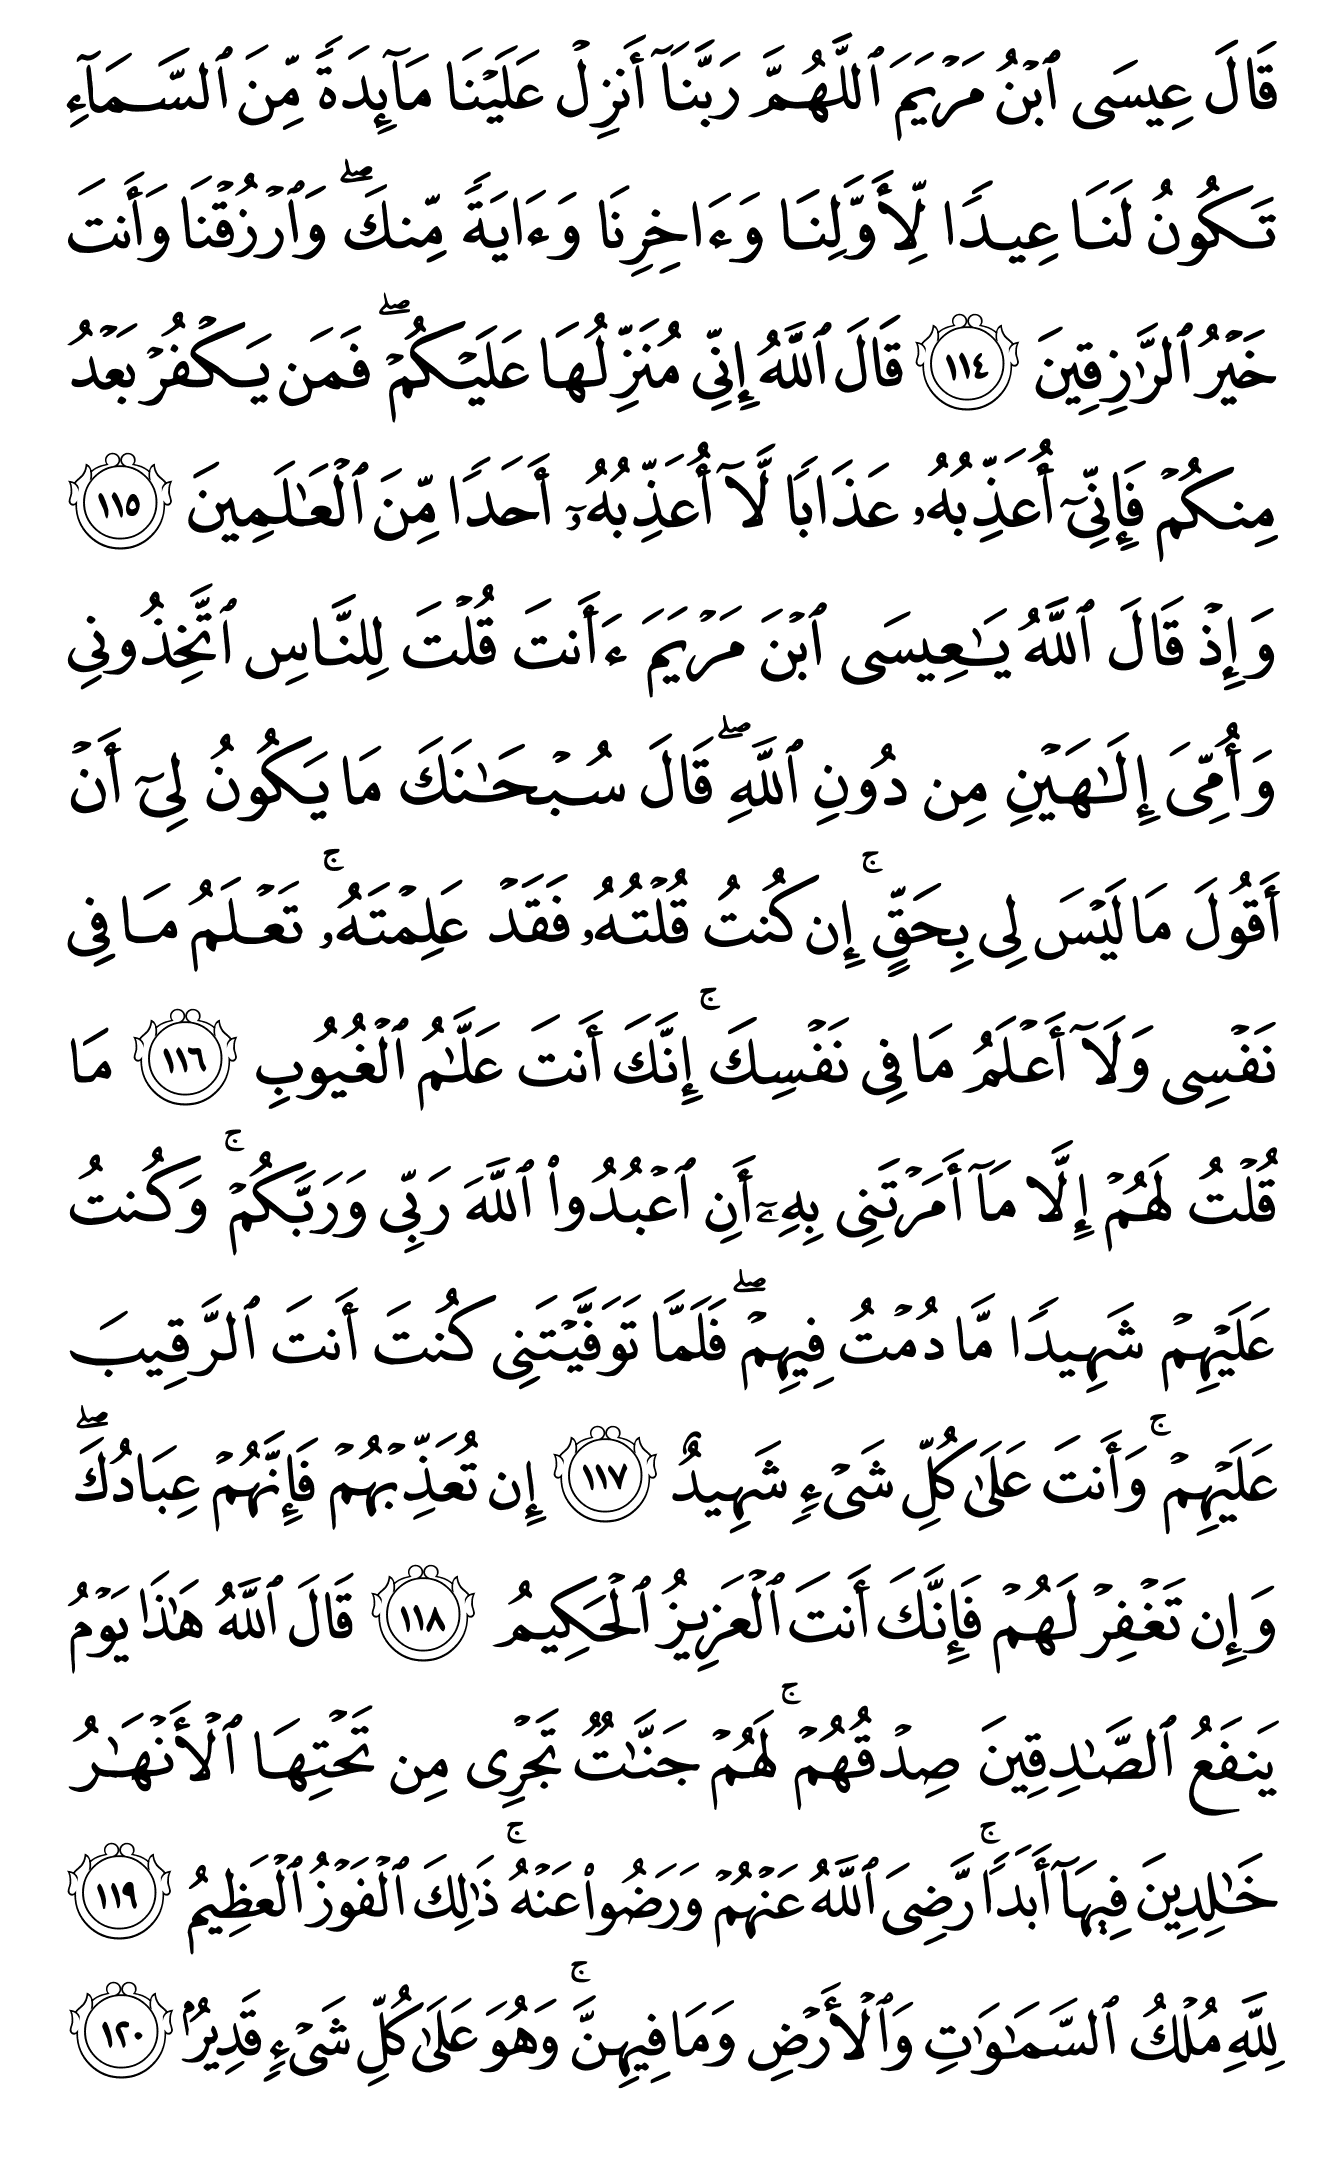 قَالَ عِيسَى ٱبۡنُ مَرۡيَمَ ٱللَّهُمَّ رَبَّنَآ أَنزِلۡ عَلَيۡنَا مَآئِدَةٗ مِّنَ ٱلسَّمَآءِ
تَكُونُ لَنَا عِيدٗا لِّأَوَّلِنَا وَءَاخِرِنَا وَءَايَةٗ مِّنكَۖ وَٱرۡزُقۡنَا وَأَنتَ
خَيۡرُ ٱلرَّٰزِقِينَ ١١٤ قَالَ ٱللَّهُ إِنِّي مُنَزِّلُهَا عَلَيۡكُمۡۖ فَمَن يَكۡفُرۡ بَعۡدُ
مِنكُمۡ فَإِنِّيٓ أُعَذِّبُهُۥ عَذَابٗا لَّآ أُعَذِّبُهُۥٓ أَحَدٗا مِّنَ ٱلۡعَٰلَمِينَ ١١٥
وَإِذۡ قَالَ ٱللَّهُ يَٰعِيسَى ٱبۡنَ مَرۡيَمَ ءَأَنتَ قُلۡتَ لِلنَّاسِ ٱتَّخِذُونِي
وَأُمِّيَ إِلَٰهَيۡنِ مِن دُونِ ٱللَّهِۖ قَالَ سُبۡحَٰنَكَ مَا يَكُونُ لِيٓ أَنۡ
أَقُولَ مَا لَيۡسَ لِي بِحَقٍّۚ إِن كُنتُ قُلۡتُهُۥ فَقَدۡ عَلِمۡتَهُۥۚ تَعۡلَمُ مَا فِي
نَفۡسِي وَلَآ أَعۡلَمُ مَا فِي نَفۡسِكَۚ إِنَّكَ أَنتَ عَلَّٰمُ ٱلۡغُيُوبِ ١١٦ مَا
قُلۡتُ لَهُمۡ إِلَّا مَآ أَمَرۡتَنِي بِهِۦٓ أَنِ ٱعۡبُدُواْ ٱللَّهَ رَبِّي وَرَبَّكُمۡۚ وَكُنتُ
عَلَيۡهِمۡ شَهِيدٗا مَّا دُمۡتُ فِيهِمۡۖ فَلَمَّا تَوَفَّيۡتَنِي كُنتَ أَنتَ ٱلرَّقِيبَ
عَلَيۡهِمۡۚ وَأَنتَ عَلَىٰ كُلِّ شَيۡءٖ شَهِيدٌ ١١٧ إِن تُعَذِّبۡهُمۡ فَإِنَّهُمۡ عِبَادُكَۖ
وَإِن تَغۡفِرۡ لَهُمۡ فَإِنَّكَ أَنتَ ٱلۡعَزِيزُ ٱلۡحَكِيمُ ١١٨ قَالَ ٱللَّهُ هَٰذَا يَوۡمُ
يَنفَعُ ٱلصَّٰدِقِينَ صِدۡقُهُمۡۚ لَهُمۡ جَنَّٰتٞ تَجۡرِي مِن تَحۡتِهَا ٱلۡأَنۡهَٰرُ
خَٰلِدِينَ فِيهَآ أَبَدٗاۚ رَّضِيَ ٱللَّهُ عَنۡهُمۡ وَرَضُواْ عَنۡهُۚ ذَٰلِكَ ٱلۡفَوۡزُ ٱلۡعَظِيمُ ١١٩
لِلَّهِ مُلۡكُ ٱلسَّمَٰوَٰتِ وَٱلۡأَرۡضِ وَمَا فِيهِنَّۚ وَهُوَ عَلَىٰ كُلِّ شَيۡءٖ قَدِيرُۢ ١٢٠